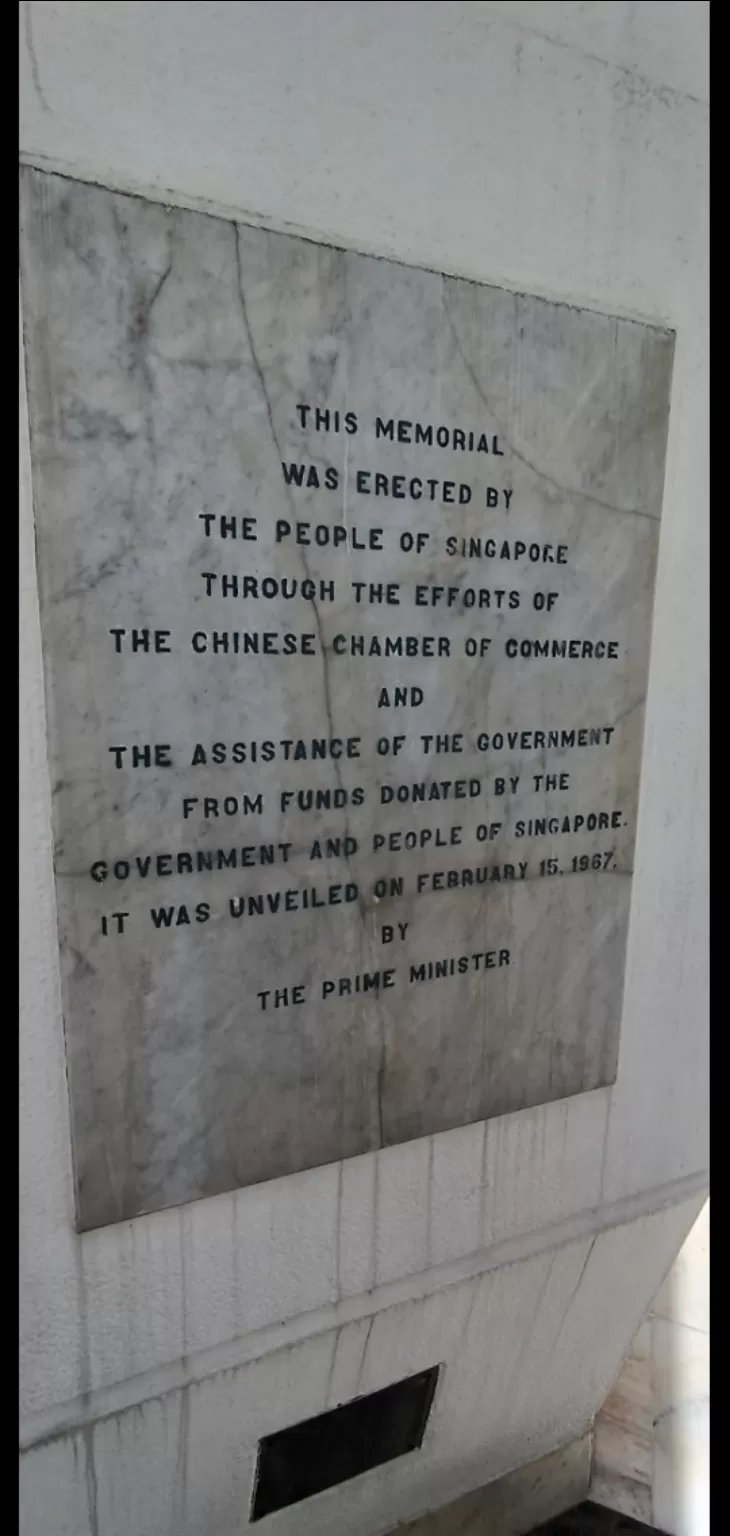 THIS MEMORIAL
WAS ERECTED BY
THE PEOPLE OF SINGAPORE
THROUGH THE EFFORTS OF
THE CHINESE CHAMBER OF COMMERCE
AND
THE ASSISTANCE OF THE GOVERNMENT
FROM FUNDS DONATED BY THE
GOVERNMENT AND PEOPLE OF SINGAPORE.
IT WAS UNVEILED ON FEBRUARY 15, 1967.
BY
THE PRIME MINISTER